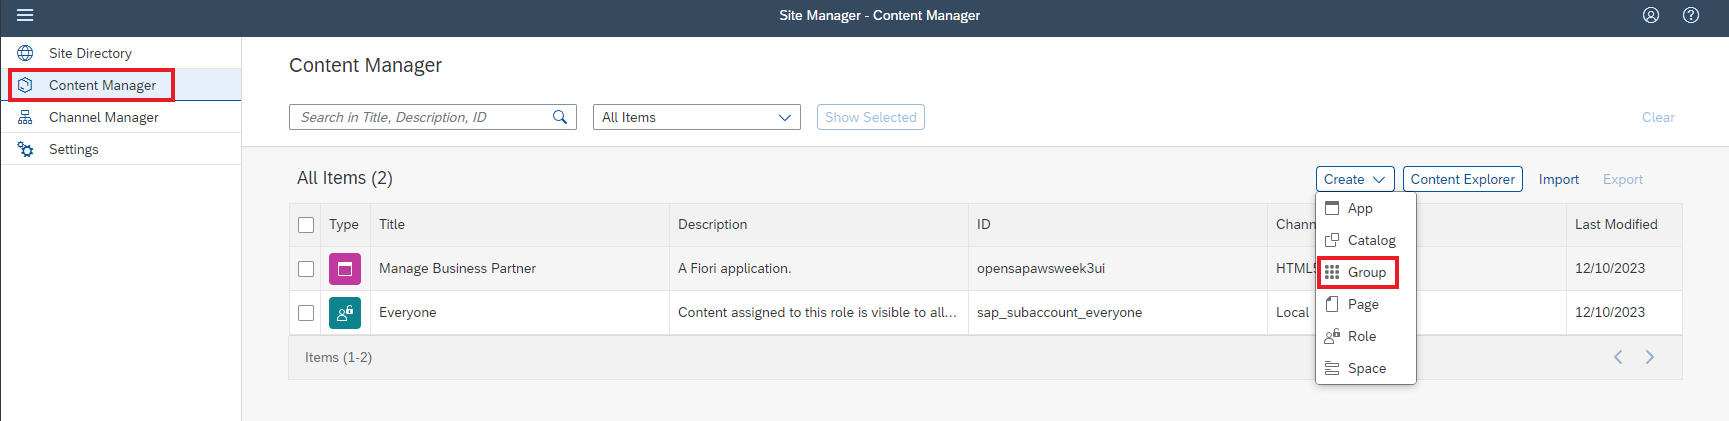 Site Manager - Content Manager
Site Directory
Content Manager
Channel Manager
Settings
Content Manager
Search in Title, Description, ID
All Items
Show Selected
Clear
All Items (2)
Create
Content Explorer
Import
Export
App
Catalog
Group
Page
Role
Space
Type Title Description ID Chann Last Modified
Manage Business Partner A Fiori application. opensapawsweek3ui HTML5 12/10/2023
Everyone Content assigned to this role is visible to all... sap_subaccount_everyone Local 12/10/2023
Items (1-2)